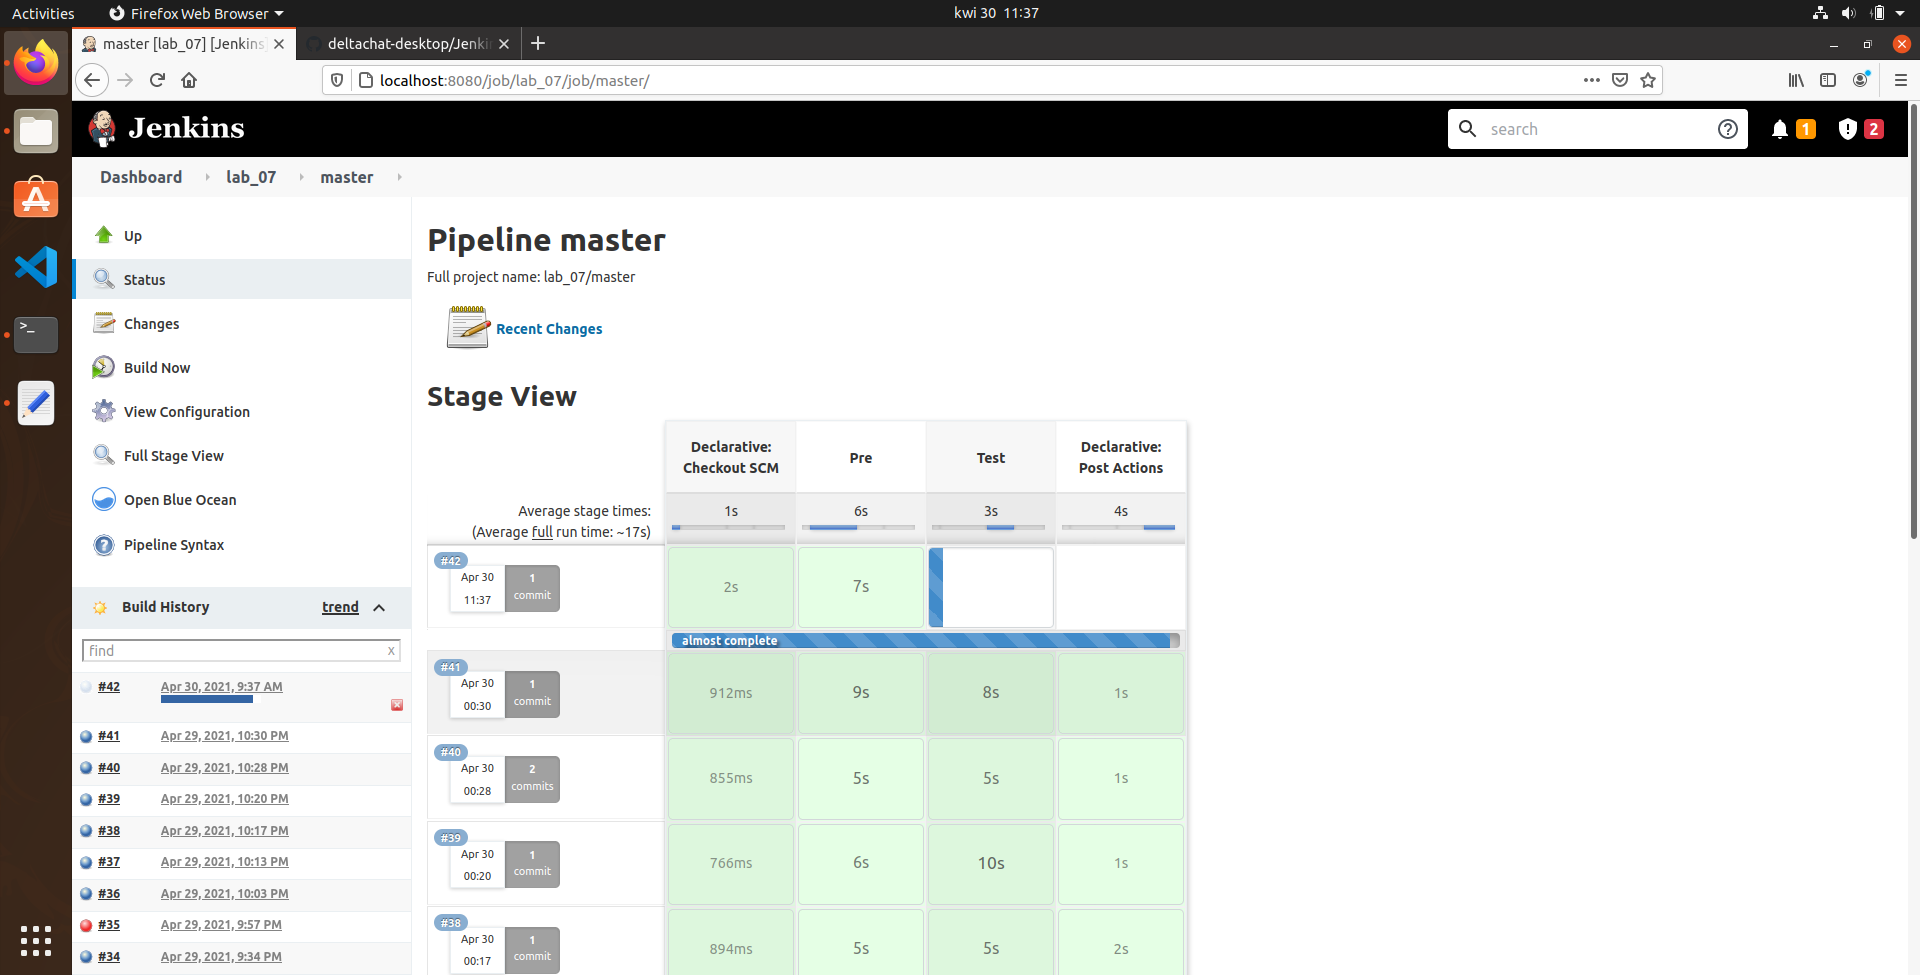 Activities
Firefox Web Browser
kwi 30 11:37
master [lab_07] [Jenkins]
deltachat-desktop/Jenki
localhost:8080/job/lab_07/job/master/
Jenkins
search
1
2
Dashboard
lab_07
master
Up
Status
Changes
Build Now
View Configuration
Full Stage View
Open Blue Ocean
Pipeline Syntax
Build History
trend
find
x
#42 Apr 30, 2021, 9:37 AM
#41 Apr 29, 2021, 10:30 PM
#40 Apr 29, 2021, 10:28 PM
#39 Apr 29, 2021, 10:20 PM
#38 Apr 29, 2021, 10:17 PM
#37 Apr 29, 2021, 10:13 PM
#36 Apr 29, 2021, 10:03 PM
#35 Apr 29, 2021, 9:57 PM
#34 Apr 29, 2021, 9:34 PM
Pipeline master
Full project name: lab_07/master
Recent Changes
Stage View
Declarative: Checkout SCM
Pre
Test
Declarative: Post Actions
Average stage times:
(Average full run time: ~17s)
1s
6s
3s
4s
#42
Apr 30
11:37
1
commit
2s
7s
almost complete
#41
Apr 30
00:30
1
commit
912ms
9s
8s
1s
#40
Apr 30
00:28
2
commits
855ms
5s
5s
1s
#39
Apr 30
00:20
1
commit
766ms
6s
10s
1s
#38
Apr 30
00:17
1
commit
894ms
5s
5s
2s